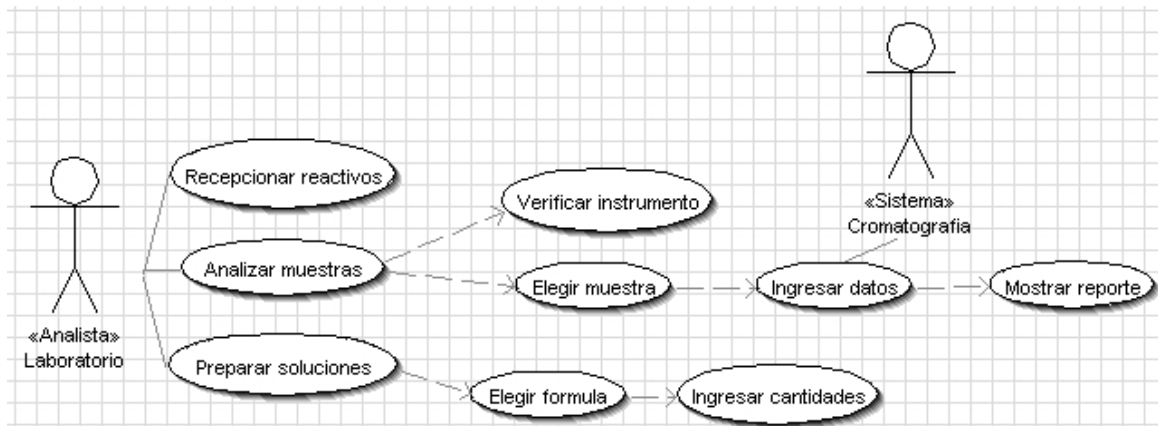 Recepcionar reactivos
Verificar instrumento
«Sistema»
Cromatografia
Analizar muestras
Elegir muestra
Ingresar datos
Mostrar reporte
«Analista»
Laboratorio
Preparar soluciones
Elegir formula
Ingresar cantidades